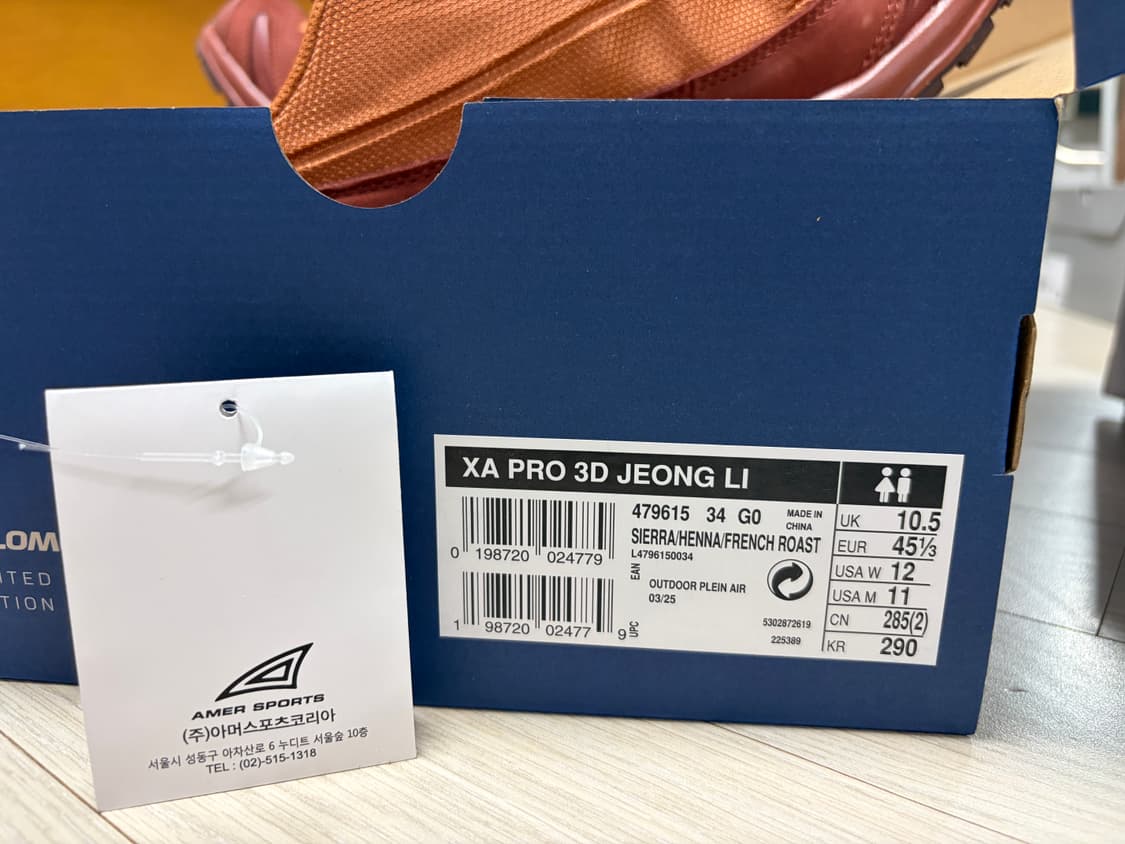 LOM
ITED
TION
AMER SPORTS
(주)아머스포츠코리아
서울시 성동구 아차산로 6 누디트 서울숲 10층
TEL : (02)-515-1318
XA PRO 3D JEONG LI
479615 34 G0 MADE IN CHINA
SIERRA/HENNA/FRENCH ROAST
L4796150034
0 198720 024779
EAN
OUTDOOR PLEIN AIR
03/25
1 98720 02477 9
UPC
5302872619
225389
UK 10.5
EUR 45⅓
USA W 12
USA M 11
CN 285(2)
KR 290